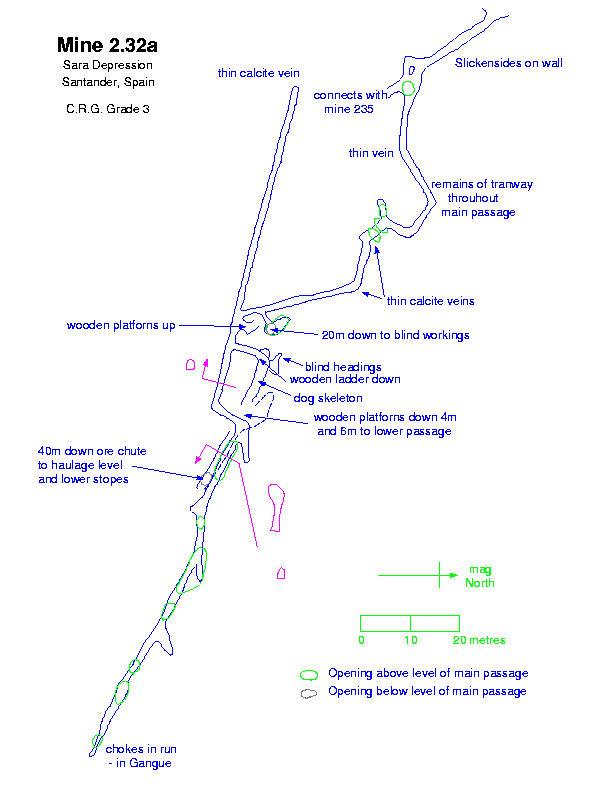 Mine 2.32a
Sara Depression
Santander, Spain
C.R.G. Grade 3
thin calcite vein
Slickensides on wall
connects with
mine 235
thin vein
remains of tranway
throuhout
main passage
thin calcite veins
wooden platforns up
20m down to blind workings
blind headings
wooden ladder down
dog skeleton
wooden platforns down 4m
and 6m to lower passage
40m down ore chute
to haulage level
and lower stopes
mag
North
0 10 20 metres
Opening above level of main passage
Opening below level of main passage
chokes in run
- in Gangue